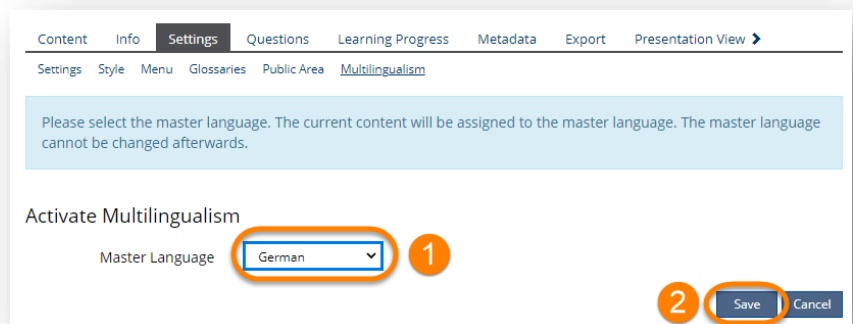 Content Info Settings Questions Learning Progress Metadata Export Presentation View
Settings Style Menu Glossaries Public Area Multilingualism
Please select the master language. The current content will be assigned to the master language. The master language
cannot be changed afterwards.
Activate Multilingualism
Master Language German 1
2 Save Cancel